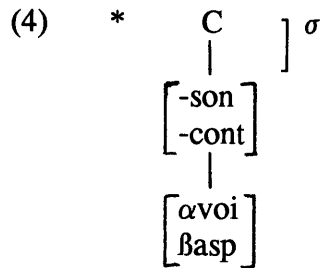 (4) * C ] σ
[-son
-cont]
[αvoi
ßasp]